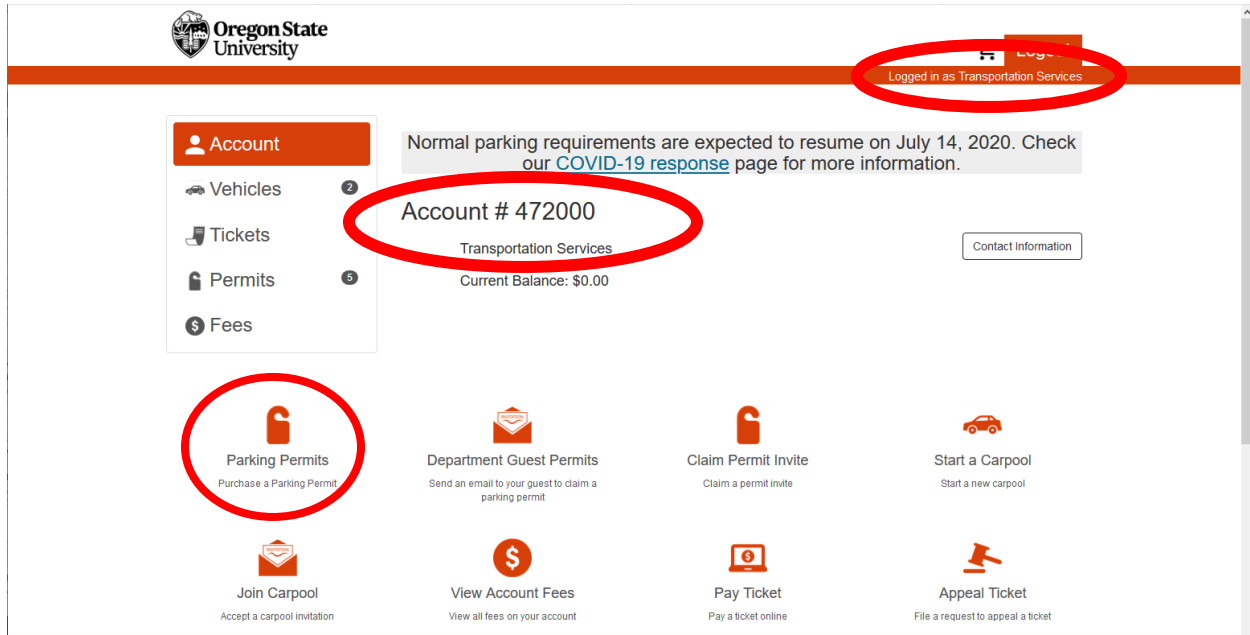 Oregon State
University
Logged in as Transportation Services
Account
Vehicles 2
Tickets
Permits 5
Fees
Normal parking requirements are expected to resume on July 14, 2020. Check
our COVID-19 response page for more information.
Account # 472000
Transportation Services
Current Balance: $0.00
Contact Information
Parking Permits
Purchase a Parking Permit
Department Guest Permits
Send an email to your guest to claim a
parking permit
Claim Permit Invite
Claim a permit invite
Start a Carpool
Start a new carpool
Join Carpool
Accept a carpool invitation
View Account Fees
View all fees on your account
Pay Ticket
Pay a ticket online
Appeal Ticket
File a request to appeal a ticket